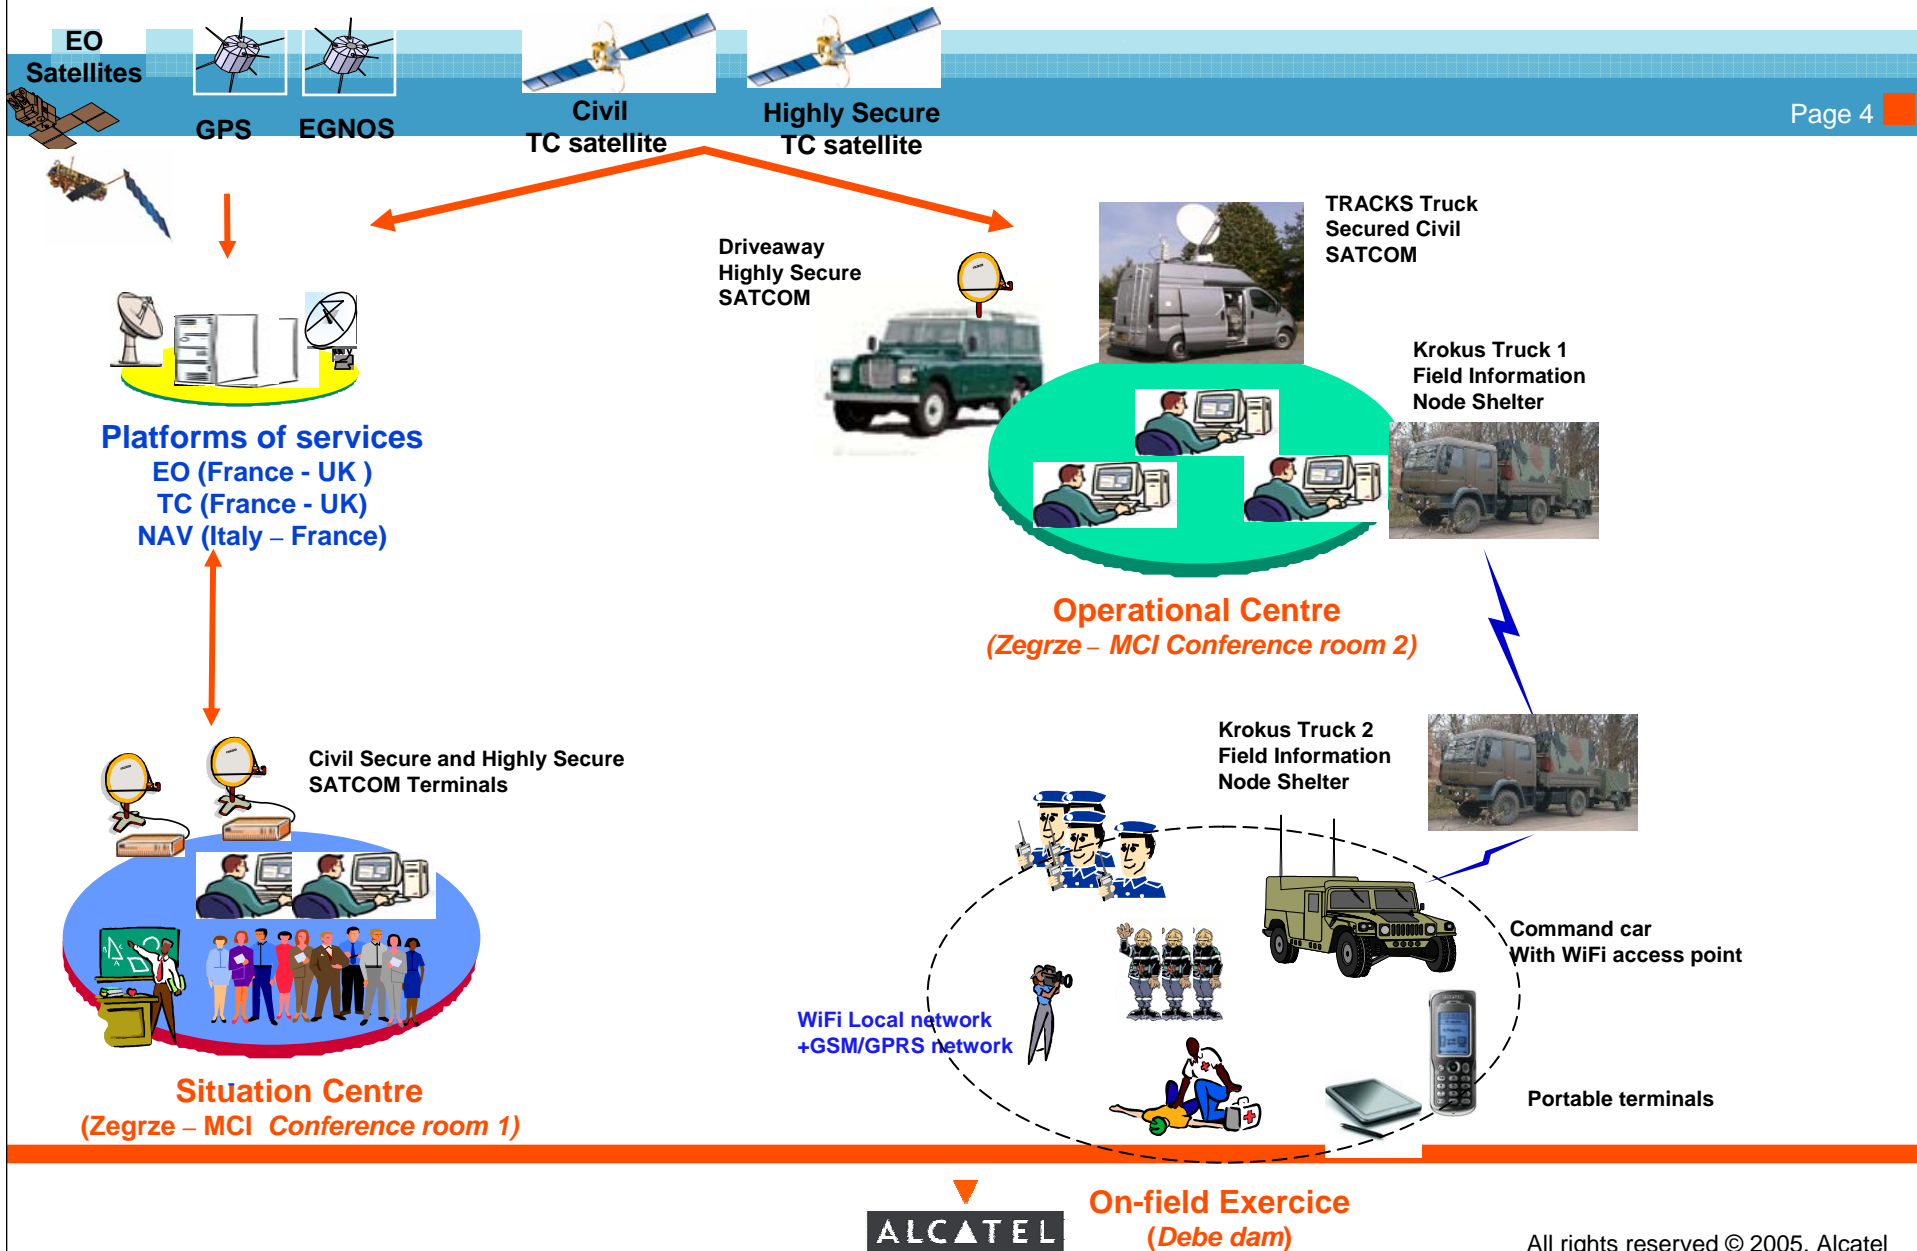 EO
Satellites
GPS
EGNOS
Civil
TC satellite
Highly Secure
TC satellite
Page 4
TRACKS Truck
Secured Civil
SATCOM
Driveaway
Highly Secure
SATCOM
Krokus Truck 1
Field Information
Node Shelter
Platforms of services
EO (France - UK )
TC (France - UK)
NAV (Italy – France)
Operational Centre
(Zegrze – MCI Conference room 2)
Krokus Truck 2
Field Information
Node Shelter
Civil Secure and Highly Secure
SATCOM Terminals
Command car
With WiFi access point
WiFi Local network
+GSM/GPRS network
Situation Centre
(Zegrze – MCI Conference room 1)
Portable terminals
On-field Exercice
(Debe dam)
ALCATEL
All rights reserved © 2005, Alcatel